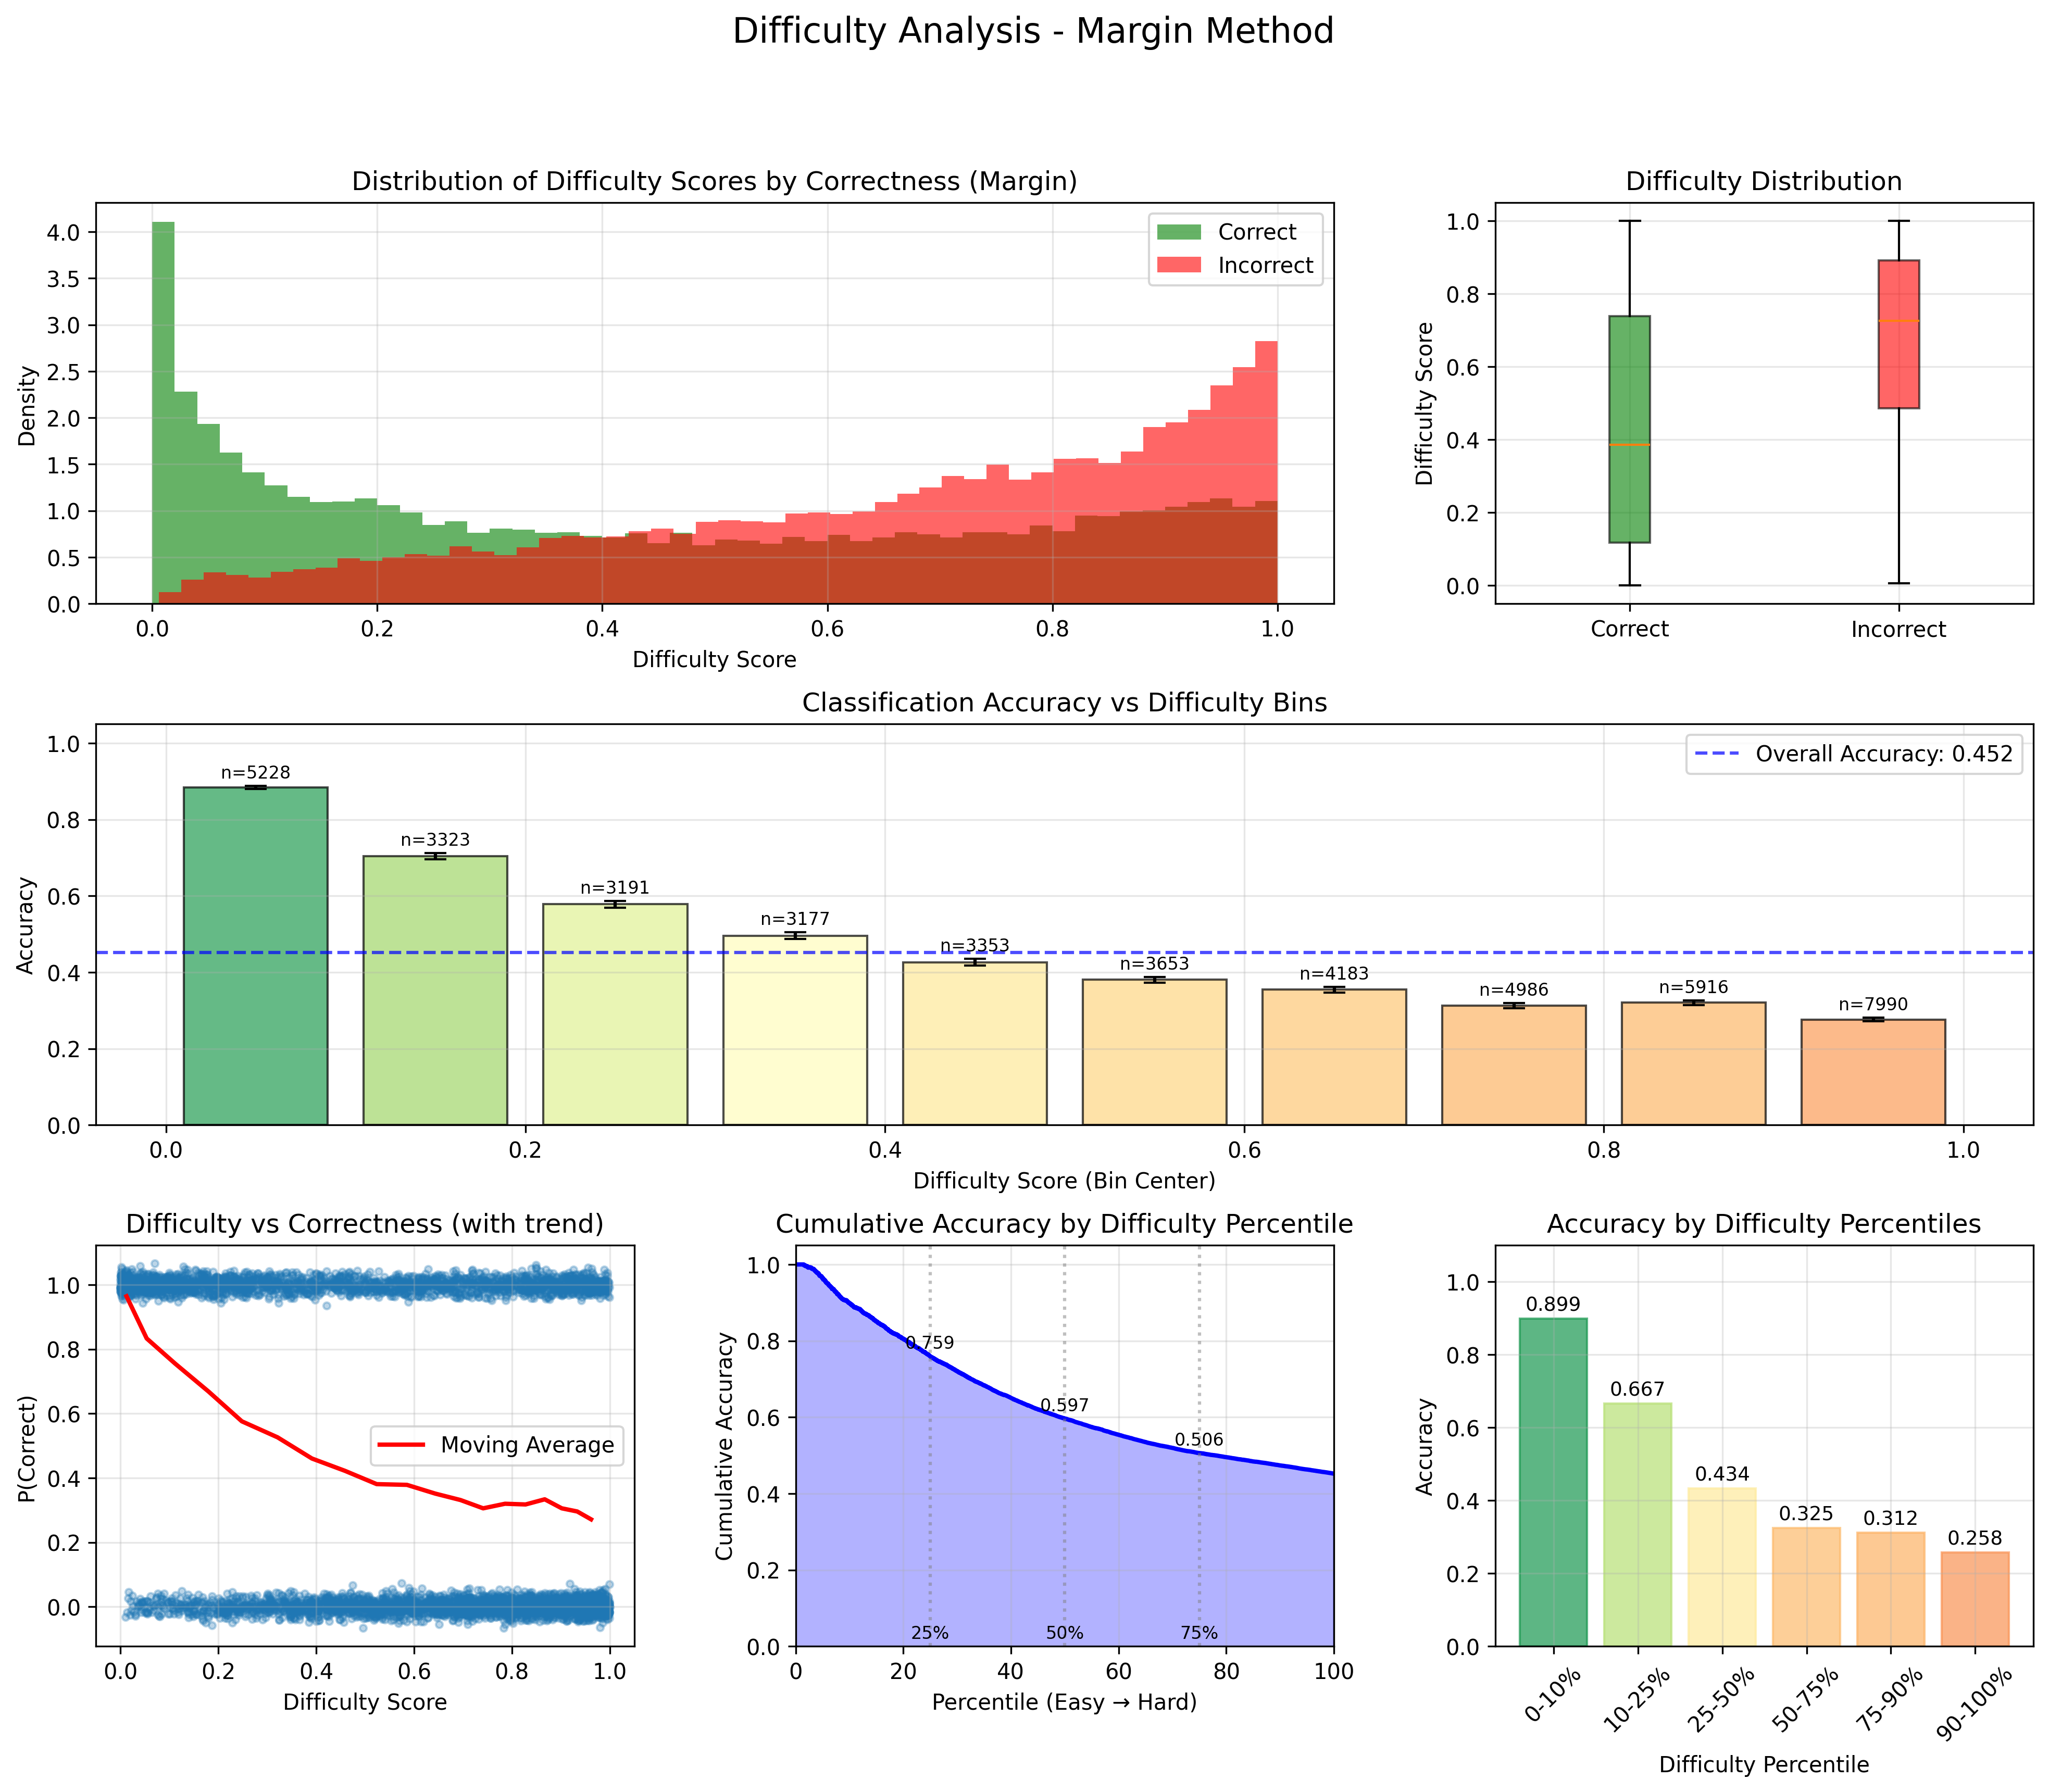 Difficulty Analysis - Margin Method
Distribution of Difficulty Scores by Correctness (Margin)
Density
4.0
3.5
3.0
2.5
2.0
1.5
1.0
0.5
0.0
Correct
Incorrect
0.0 0.2 0.4 0.6 0.8 1.0
Difficulty Score
Difficulty Distribution
Difficulty Score
1.0
0.8
0.6
0.4
0.2
0.0
Correct Incorrect
Classification Accuracy vs Difficulty Bins
Accuracy
1.0
0.8
0.6
0.4
0.2
0.0
Overall Accuracy: 0.452
n=5228
n=3323
n=3191
n=3177
n=3353
n=3653
n=4183
n=4986
n=5916
n=7990
0.0 0.2 0.4 0.6 0.8 1.0
Difficulty Score (Bin Center)
Difficulty vs Correctness (with trend)
P(Correct)
1.0
0.8
0.6
0.4
0.2
0.0
Moving Average
0.0 0.2 0.4 0.6 0.8 1.0
Difficulty Score
Cumulative Accuracy by Difficulty Percentile
Cumulative Accuracy
1.0
0.8
0.6
0.4
0.2
0.0
0.759
0.597
0.506
25% 50% 75%
0 20 40 60 80 100
Percentile (Easy → Hard)
Accuracy by Difficulty Percentiles
Accuracy
1.0
0.8
0.6
0.4
0.2
0.0
0.899
0.667
0.434
0.325
0.312
0.258
0-10% 10-25% 25-50% 50-75% 75-90% 90-100%
Difficulty Percentile